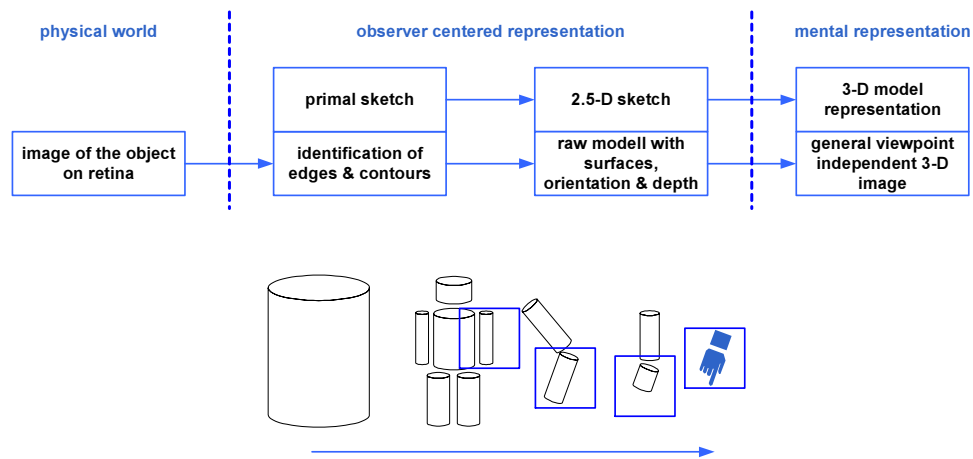 physical world
observer centered representation
mental representation
primal sketch
2.5-D sketch
3-D model
representation
image of the object
on retina
identification of
edges & contours
raw modell with
surfaces,
orientation & depth
general viewpoint
independent 3-D
image